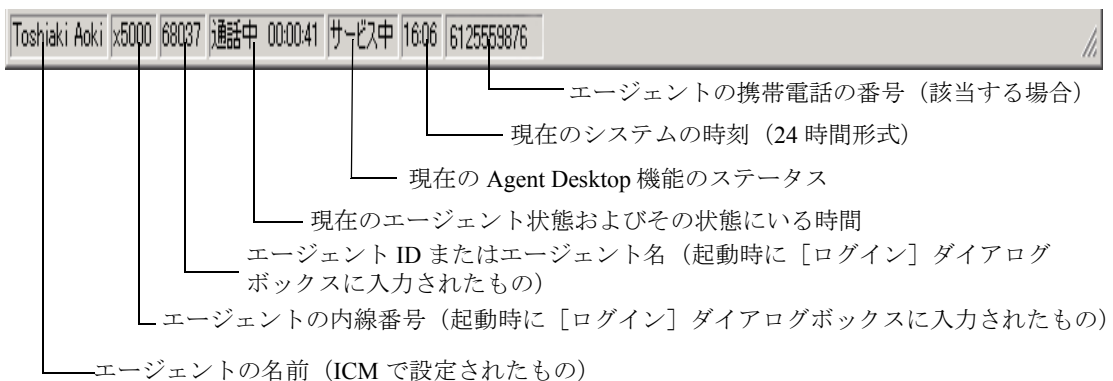 Toshiaki Aoki x5000 68037 通話中 00:00:41 サービス中 16:06 6125559876
エージェントの携帯電話の番号（該当する場合）
現在のシステムの時刻（24 時間形式）
現在の Agent Desktop 機能のステータス
現在のエージェント状態およびその状態にいる時間
エージェント ID またはエージェント名（起動時に［ログイン］ダイアログ
ボックスに入力されたもの）
エージェントの内線番号（起動時に［ログイン］ダイアログボックスに入力されたもの）
エージェントの名前（ICM で設定されたもの）